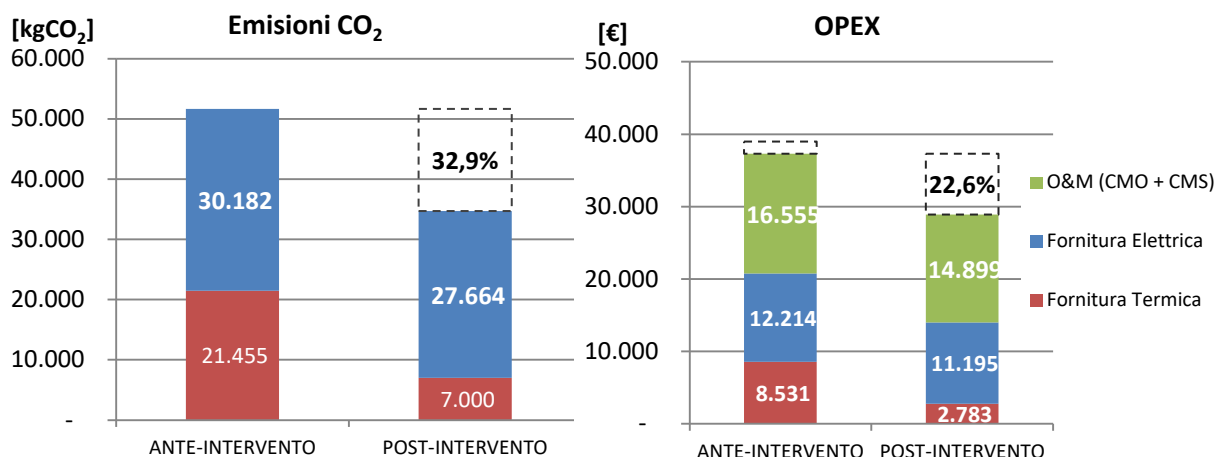 [kgCO2]
Emisioni CO2
60.000
50.000
40.000
30.000
20.000
10.000
-
30.182
21.455
32,9%
27.664
7.000
ANTE-INTERVENTO
POST-INTERVENTO
[€]
OPEX
50.000
40.000
30.000
20.000
10.000
-
16.555
12.214
8.531
22,6%
14.899
11.195
2.783
ANTE-INTERVENTO
POST-INTERVENTO
O&M (CMO + CMS)
Fornitura Elettrica
Fornitura Termica